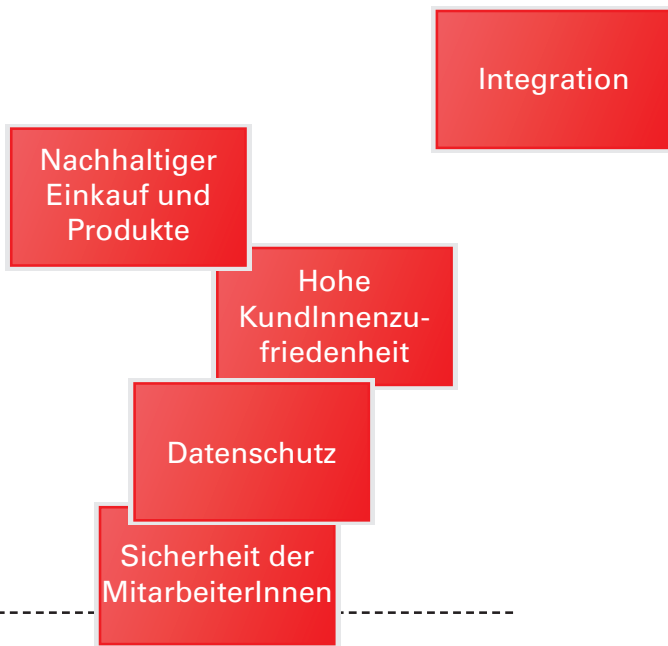 Integration
Nachhaltiger
Einkauf und
Produkte
Hohe
KundInnenzu-
friedenheit
Datenschutz
Sicherheit der
MitarbeiterInnen